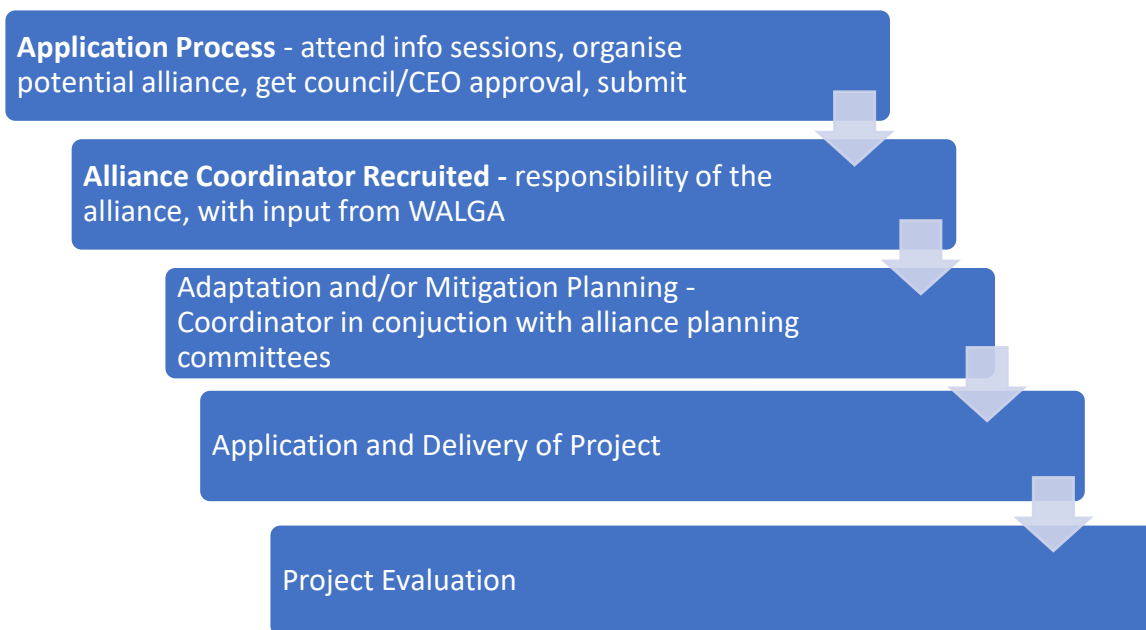 Application Process - attend info sessions, organise
potential alliance, get council/CEO approval, submit
Alliance Coordinator Recruited - responsibility of the
alliance, with input from WALGA
Adaptation and/or Mitigation Planning -
Coordinator in conjuction with alliance planning
committees
Application and Delivery of Project
Project Evaluation